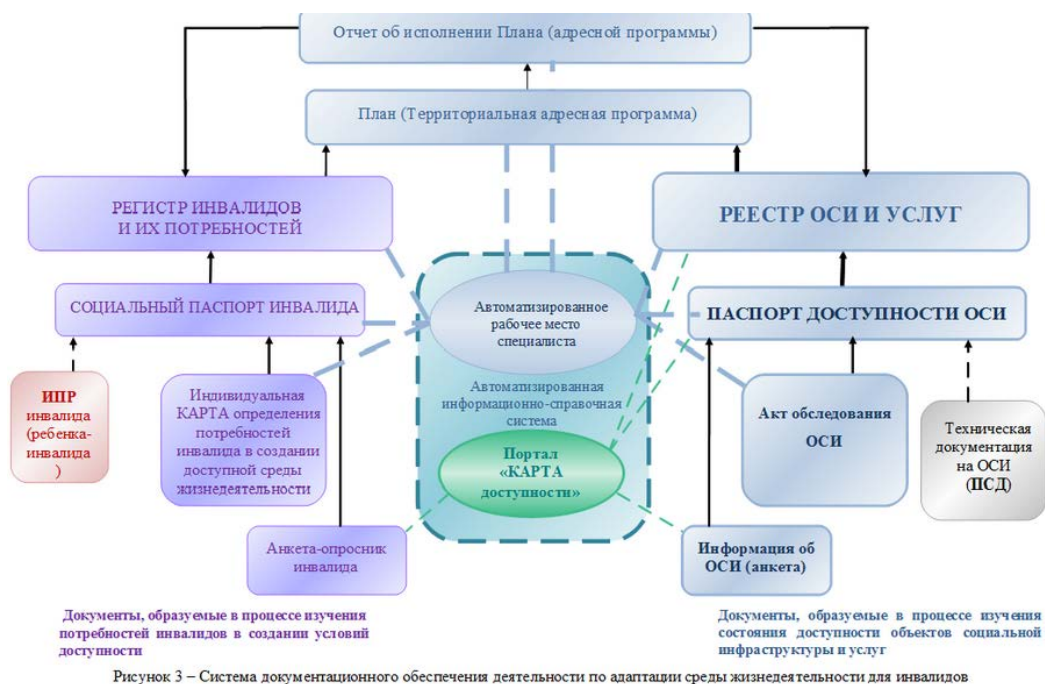 Отчет об исполнении Плана (адресной программы)
План (Территориальная адресная программа)
РЕГИСТР ИНВАЛИДОВ
И ИХ ПОТРЕБНОСТЕЙ
РЕЕСТР ОСИ И УСЛУГ
СОЦИАЛЬНЫЙ ПАСПОРТ ИНВАЛИДА
Автоматизированное
рабочее место
специалиста
ПАСПОРТ ДОСТУПНОСТИ ОСИ
ИПР
инвалида
(ребенка-
инвалида
)
Индивидуальная
КАРТА определения
потребностей
инвалида в создании
доступной среды
жизнедеятельности
Автоматизированная
информационно-справочная
система
Портал
«КАРТА
доступности»
Акт обследования
ОСИ
Техническая
документация
на ОСИ
(ПСД)
Анкета-опросник
инвалида
Информация об
ОСИ (анкета)
Документы, образуемые в процессе изучения
потребностей инвалидов в создании условий
доступности
Документы, образуемые в процессе изучения
состояния доступности объектов социальной
инфраструктуры и услуг
Рисунок 3 – Система документационного обеспечения деятельности по адаптации среды жизнедеятельности для инвалидов